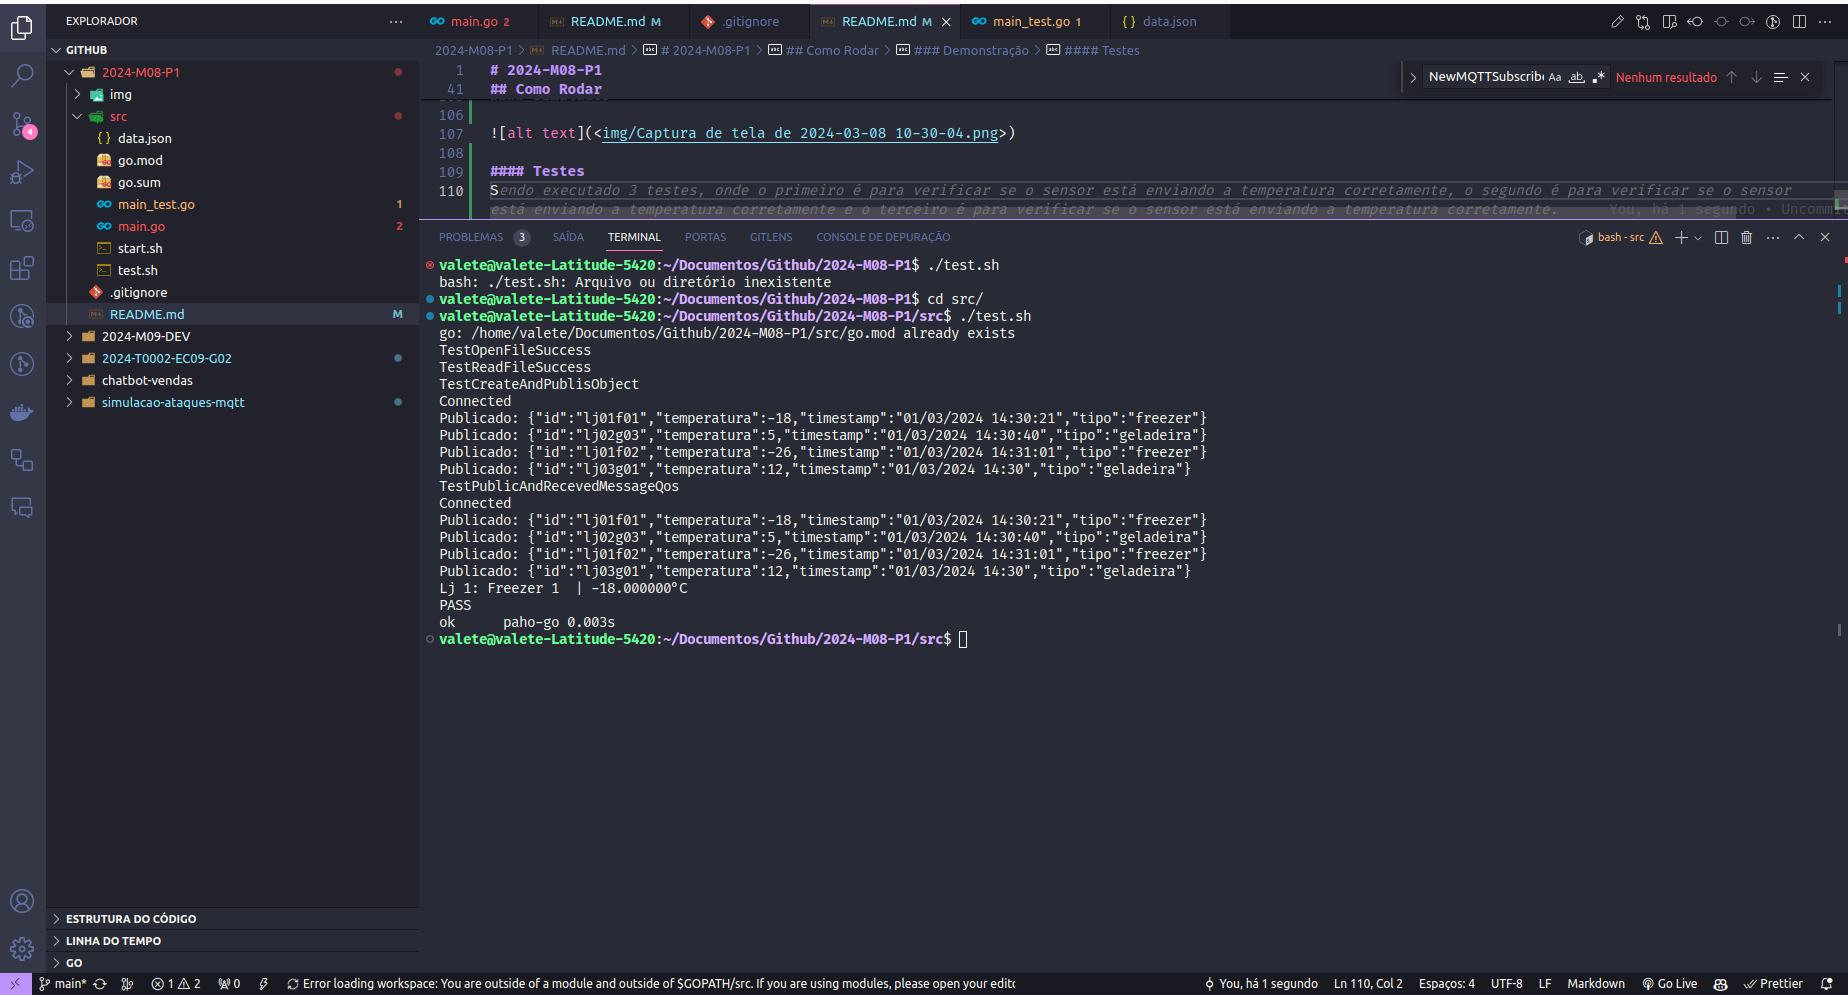 EXPLORADOR
GITHUB
2024-M08-P1
img
src
{} data.json
go.mod
go.sum
main_test.go 1
main.go 2
start.sh
test.sh
.gitignore
README.md M
2024-M09-DEV
2024-T0002-EC09-G02
chatbot-vendas
simulacao-ataques-mqtt
4
ESTRUTURA DO CÓDIGO
LINHA DO TEMPO
GO
main.go 2 README.md M .gitignore README.md M main_test.go 1 {} data.json
2024-M08-P1 > README.md > # 2024-M08-P1 > ## Como Rodar > ### Demonstração > #### Testes
NewMQTTSubscribe Aa ab Nenhum resultado
1 # 2024-M08-P1
41 ## Como Rodar
106
107 ![alt text](<img/Captura de tela de 2024-03-08 10-30-04.png>)
108
109 #### Testes
110 Sendo executado 3 testes, onde o primeiro é para verificar se o sensor está enviando a temperatura corretamente, o segundo é para verificar se o sensor
está enviando a temperatura corretamente e o terceiro é para verificar se o sensor está enviando a temperatura corretamente. You, há 1 segundo • Uncommi
PROBLEMAS 3 SAÍDA TERMINAL PORTAS GITLENS CONSOLE DE DEPURAÇÃO bash - src
valete@valete-Latitude-5420:~/Documentos/Github/2024-M08-P1$ ./test.sh
bash: ./test.sh: Arquivo ou diretório inexistente
valete@valete-Latitude-5420:~/Documentos/Github/2024-M08-P1$ cd src/
valete@valete-Latitude-5420:~/Documentos/Github/2024-M08-P1/src$ ./test.sh
go: /home/valete/Documentos/Github/2024-M08-P1/src/go.mod already exists
TestOpenFileSuccess
TestReadFileSuccess
TestCreateAndPublisObject
Connected
Publicado: {"id":"lj01f01","temperatura":-18,"timestamp":"01/03/2024 14:30:21","tipo":"freezer"}
Publicado: {"id":"lj02g03","temperatura":5,"timestamp":"01/03/2024 14:30:40","tipo":"geladeira"}
Publicado: {"id":"lj01f02","temperatura":-26,"timestamp":"01/03/2024 14:31:01","tipo":"freezer"}
Publicado: {"id":"lj03g01","temperatura":12,"timestamp":"01/03/2024 14:30","tipo":"geladeira"}
TestPublicAndRecevedMessageQos
Connected
Publicado: {"id":"lj01f01","temperatura":-18,"timestamp":"01/03/2024 14:30:21","tipo":"freezer"}
Publicado: {"id":"lj02g03","temperatura":5,"timestamp":"01/03/2024 14:30:40","tipo":"geladeira"}
Publicado: {"id":"lj01f02","temperatura":-26,"timestamp":"01/03/2024 14:31:01","tipo":"freezer"}
Publicado: {"id":"lj03g01","temperatura":12,"timestamp":"01/03/2024 14:30","tipo":"geladeira"}
Lj 1: Freezer 1 | -18.000000°C
PASS
ok paho-go 0.003s
valete@valete-Latitude-5420:~/Documentos/Github/2024-M08-P1/src$
main* 1 2 0 Error loading workspace: You are outside of a module and outside of $GOPATH/src. If you are using modules, please open your editc You, há 1 segundo Ln 110, Col 2 Espaços: 4 UTF-8 LF Markdown Go Live Prettier